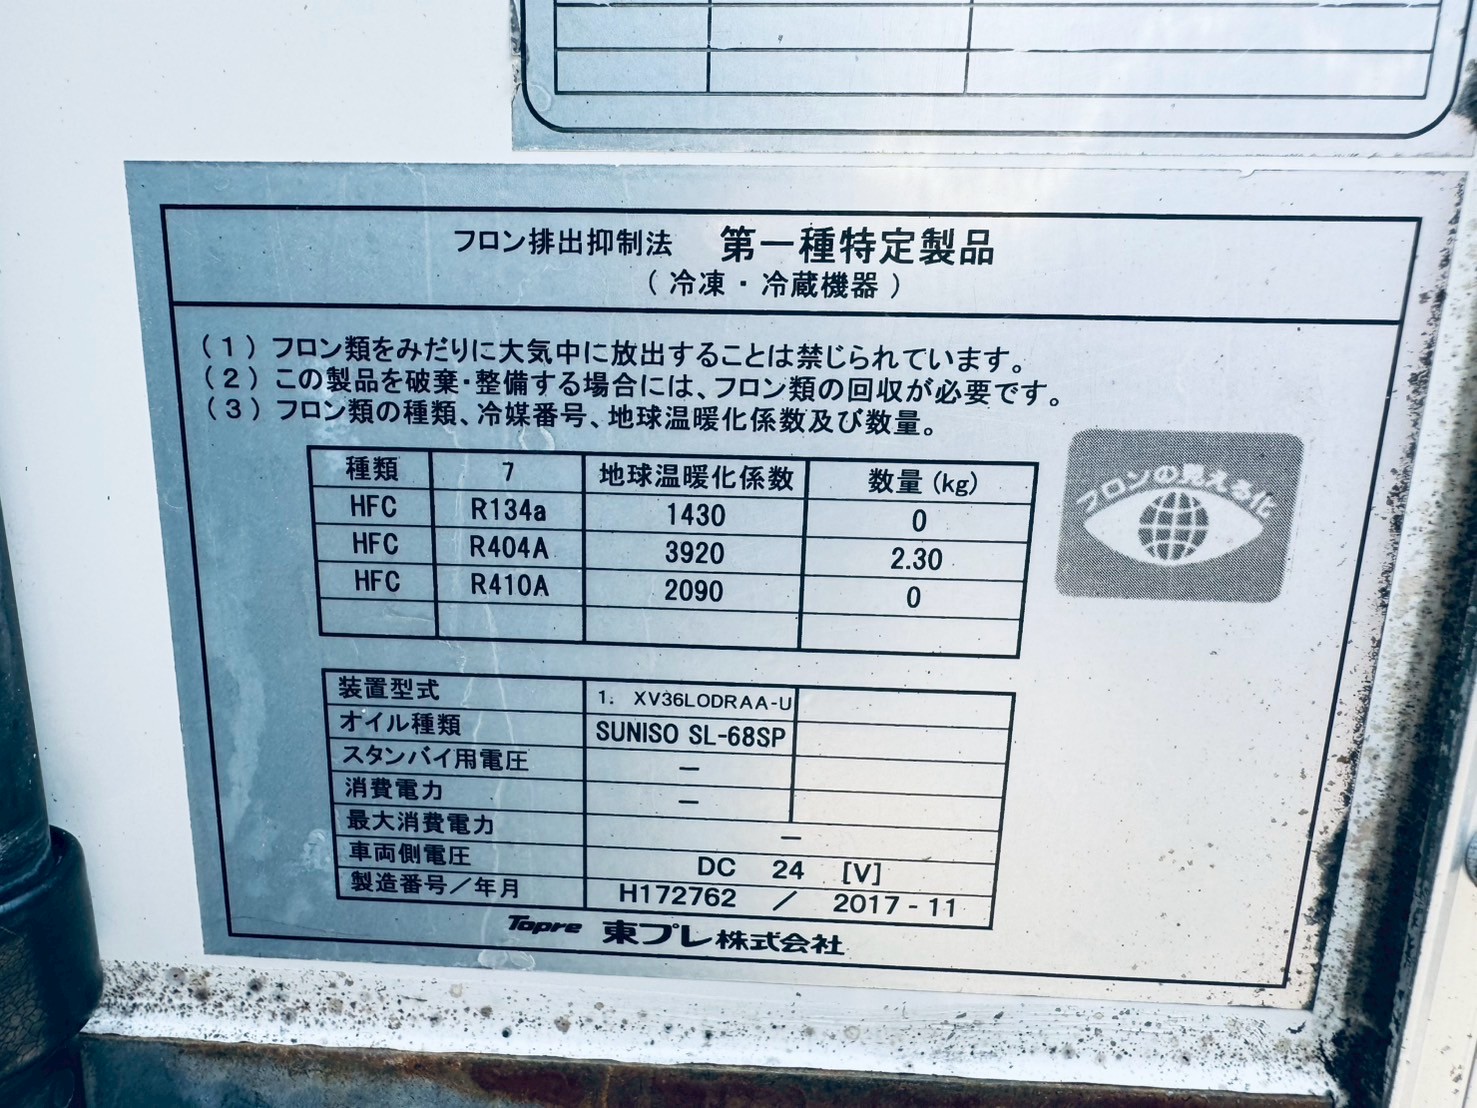 フロン排出抑制法 第一種特定製品
(冷凍・冷蔵機器)
(1)フロン類をみだりに大気中に放出することは禁じられています。
(2)この製品を破棄・整備する場合には、フロン類の回収が必要です。
(3)フロン類の種類、冷媒番号、地球温暖化係数及び数量。
種類 7 地球温暖化係数 数量(kg)
HFC R134a 1430 0
HFC R404A 3920 2.30
HFC R410A 2090 0
フロンの見える化
装置型式 1. XV36LODRAA-U
オイル種類 SUNISO SL-68SP
スタンバイ用電圧 －
消費電力 －
最大消費電力 －
車両側電圧 DC 24 [V]
製造番号／年月 H172762 ／ 2017-11
Topre 東プレ株式会社